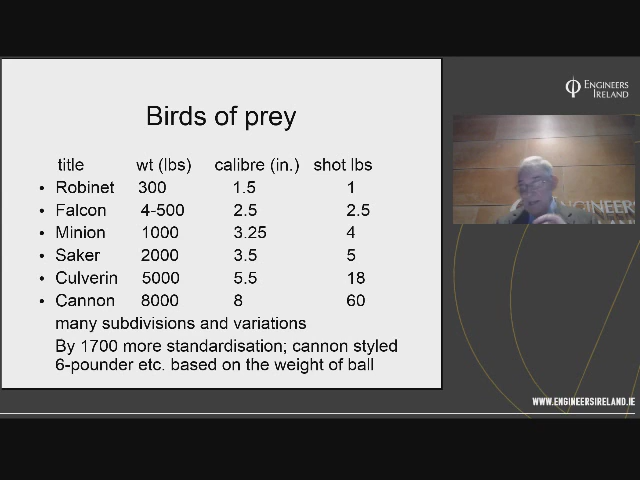 Birds of prey
title wt (lbs) calibre (in.) shot lbs
• Robinet 300 1.5 1
• Falcon 4-500 2.5 2.5
• Minion 1000 3.25 4
• Saker 2000 3.5 5
• Culverin 5000 5.5 18
• Cannon 8000 8 60
many subdivisions and variations
By 1700 more standardisation; cannon styled
6-pounder etc. based on the weight of ball
ENGINEERS
IRELAND
NGINEER
WWW.ENGINEERSIRELAND.IE